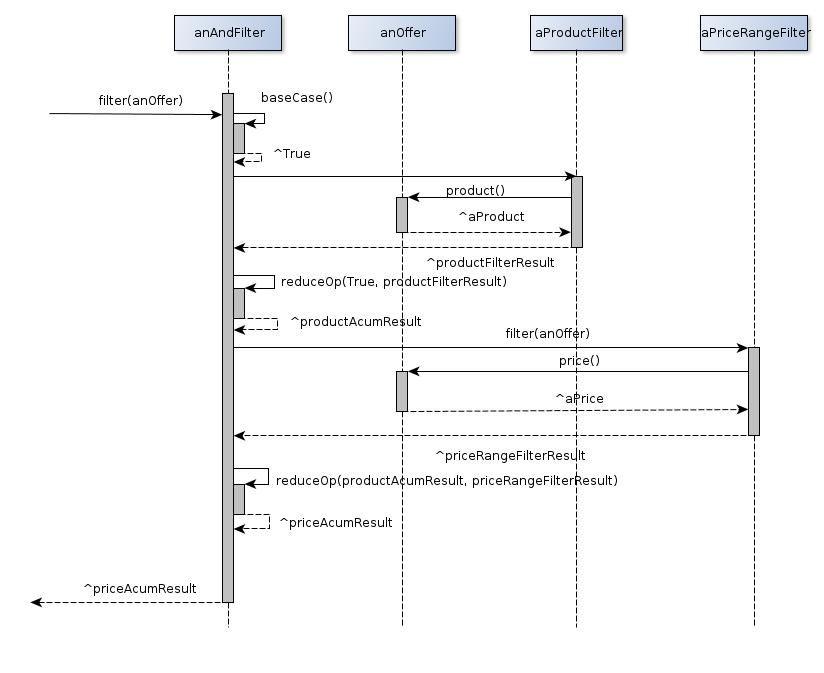 anAndFilter
anOffer
aProductFilter
aPriceRangeFilter
filter(anOffer)
baseCase()
^True
product()
^aProduct
^productFilterResult
reduceOp(True, productFilterResult)
^productAcumResult
filter(anOffer)
price()
^aPrice
^priceRangeFilterResult
reduceOp(productAcumResult, priceRangeFilterResult)
^priceAcumResult
^priceAcumResult